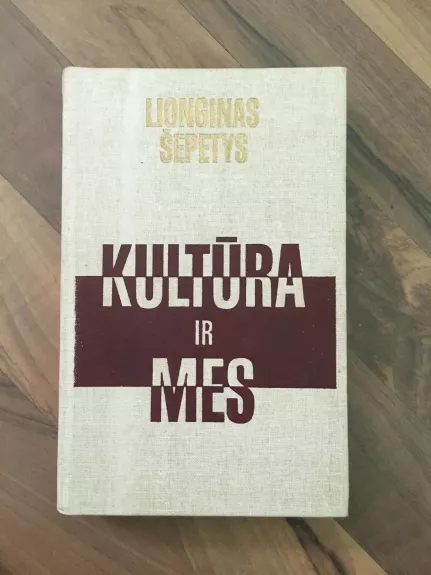 LIONGINAS
ŠEPETYS
KULTŪRA
IR
MES